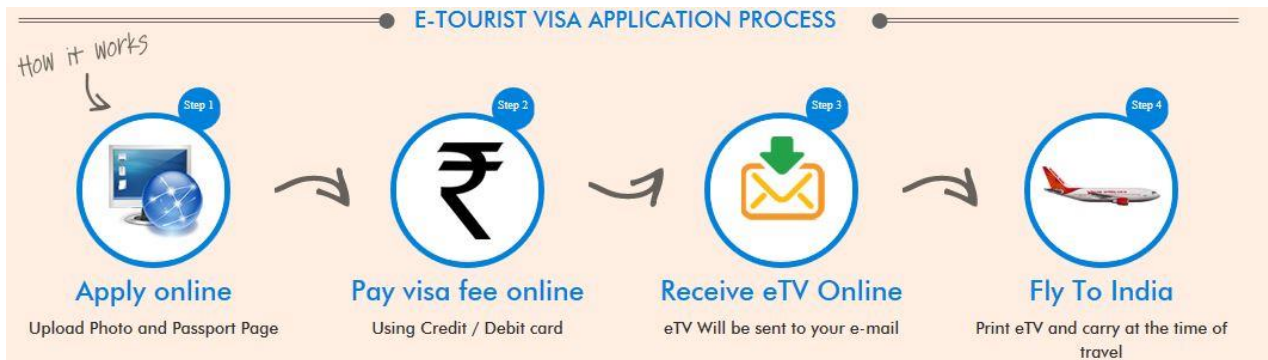 E-TOURIST VISA APPLICATION PROCESS
How it works
Step 1
Step 2
Step 3
Step 4
₹
Apply online
Pay visa fee online
Receive eTV Online
Fly To India
Upload Photo and Passport Page
Using Credit / Debit card
eTV Will be sent to your e-mail
Print eTV and carry at the time of
travel